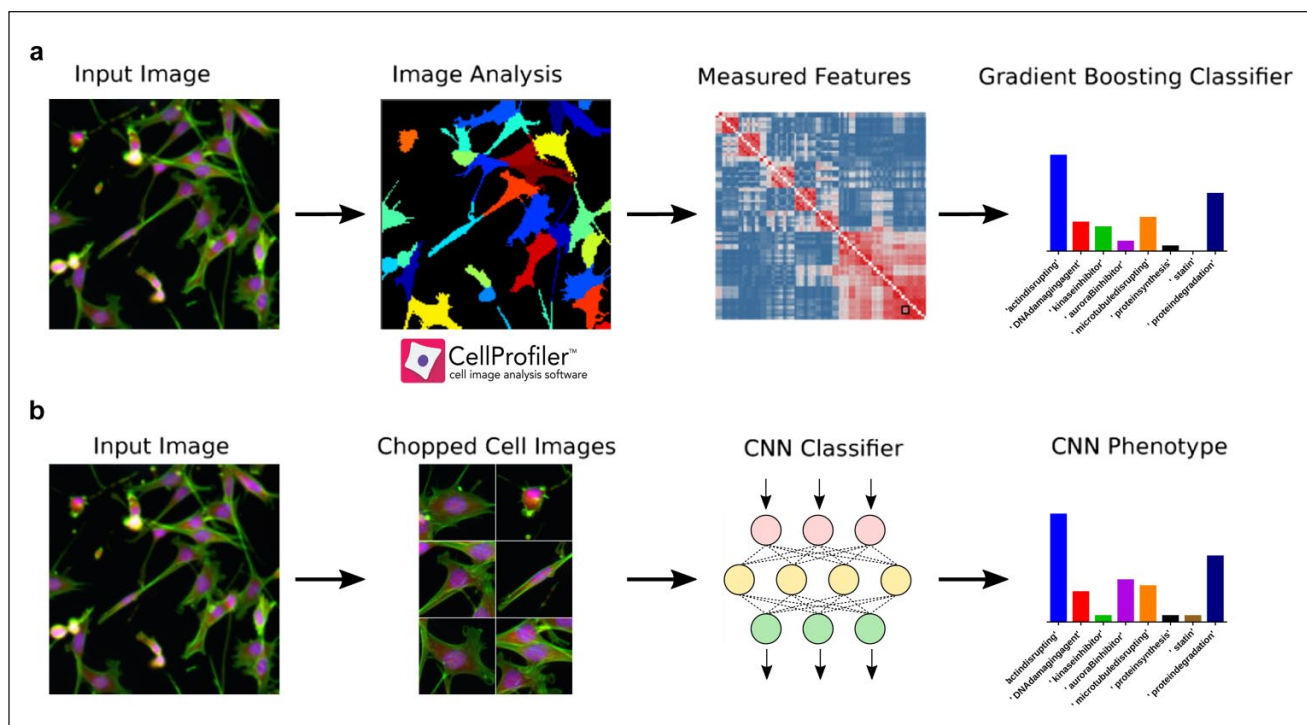 a
Input Image
Image Analysis
Measured Features
Gradient Boosting Classifier
'actindisrupting'
' DNAdamagingagent'
' kinaseinhibitor'
' auroraBinhibitor'
' microtubuledisrupting'
' proteinsynthesis'
' statin'
' proteindegradation'
CellProfiler™
cell image analysis software
b
Input Image
Chopped Cell Images
CNN Classifier
CNN Phenotype
'actindisrupting'
' DNAdamagingagent'
' kinaseinhibitor'
' auroraBinhibitor'
' microtubuledisrupting'
' proteinsynthesis'
' statin'
' proteindegradation'